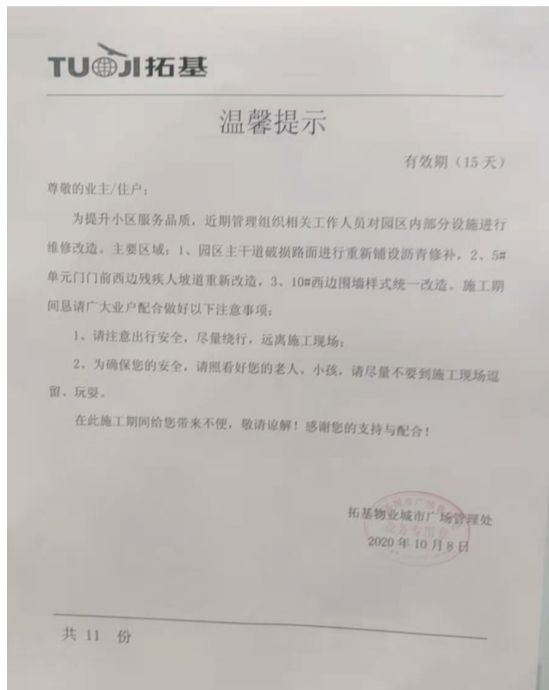 TUOJI拓基
温馨提示
有效期（15 天）
尊敬的业主/住户：
为提升小区服务品质，近期管理组织相关工作人员对园区内部分设施进行
维修改造。主要区域：1、园区主干道破损路面进行重新铺设沥青修补，2、5#
单元门门前西边残疾人坡道重新改造，3、10#西边围墙样式统一改造。施工期
间恳请广大业户配合做好以下注意事项：
1、请注意出行安全，尽量绕行，远离施工现场；
2、为确保您的安全，请照看好您的老人、小孩，请尽量不要到施工现场逗
留、玩耍。
在此施工期间给您带来不便，敬请谅解！感谢您的支持与配合！
拓基物业城市广场管理处
2020 年 10 月 8 日
共 11 份